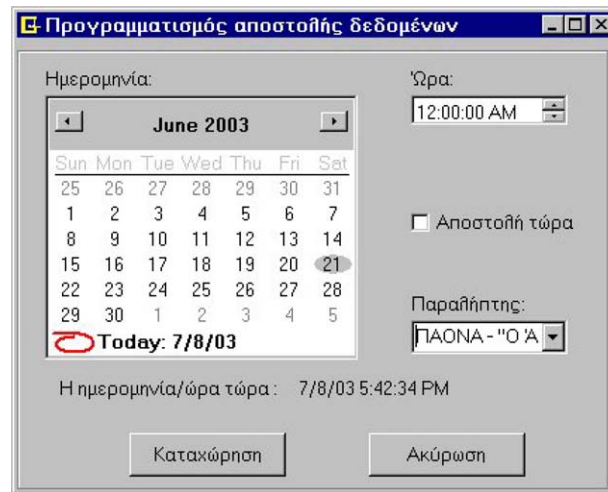 Προγραμματισμός αποστολής δεδομένων
Ημερομηνία:
June 2003
Sun Mon Tue Wed Thu Fri Sat
25 26 27 28 29 30 31
1 2 3 4 5 6 7
8 9 10 11 12 13 14
15 16 17 18 19 20 21
22 23 24 25 26 27 28
29 30 1 2 3 4 5
Today: 7/8/03
Ώρα:
12:00:00 AM
Αποστολή τώρα
Παραλήπτης:
ΠΑΟΝΑ - "Ο Ά
Η ημερομηνία/ώρα τώρα : 7/8/03 5:42:34 PM
Καταχώρηση Ακύρωση